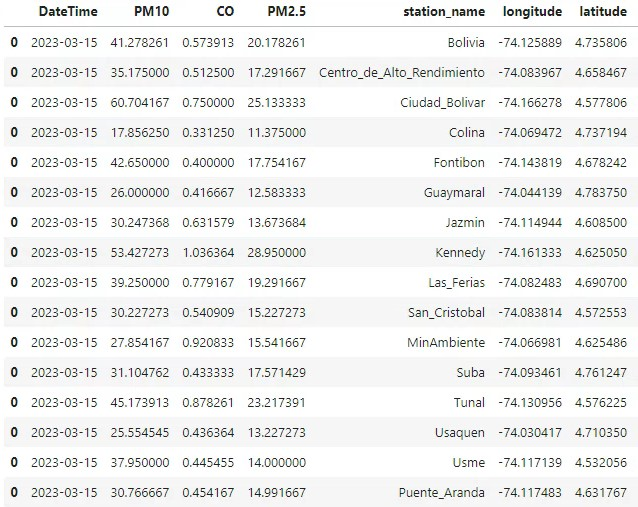 DateTime PM10 CO PM2.5 station_name longitude latitude
0 2023-03-15 41.278261 0.573913 20.178261 Bolivia -74.125889 4.735806
0 2023-03-15 35.175000 0.512500 17.291667 Centro_de_Alto_Rendimiento -74.083967 4.658467
0 2023-03-15 60.704167 0.750000 25.133333 Ciudad_Bolivar -74.166278 4.577806
0 2023-03-15 17.856250 0.331250 11.375000 Colina -74.069472 4.737194
0 2023-03-15 42.650000 0.400000 17.754167 Fontibon -74.143819 4.678242
0 2023-03-15 26.000000 0.416667 12.583333 Guaymaral -74.044139 4.783750
0 2023-03-15 30.247368 0.631579 13.673684 Jazmin -74.114944 4.608500
0 2023-03-15 53.427273 1.036364 28.950000 Kennedy -74.161333 4.625050
0 2023-03-15 39.250000 0.779167 19.291667 Las_Ferias -74.082483 4.690700
0 2023-03-15 30.227273 0.540909 15.227273 San_Cristobal -74.083814 4.572553
0 2023-03-15 27.854167 0.920833 15.541667 MinAmbiente -74.066981 4.625486
0 2023-03-15 31.104762 0.433333 17.571429 Suba -74.093461 4.761247
0 2023-03-15 45.173913 0.878261 23.217391 Tunal -74.130956 4.576225
0 2023-03-15 25.554545 0.436364 13.227273 Usaquen -74.030417 4.710350
0 2023-03-15 37.950000 0.445455 14.000000 Usme -74.117139 4.532056
0 2023-03-15 30.766667 0.454167 14.991667 Puente_Aranda -74.117483 4.631767